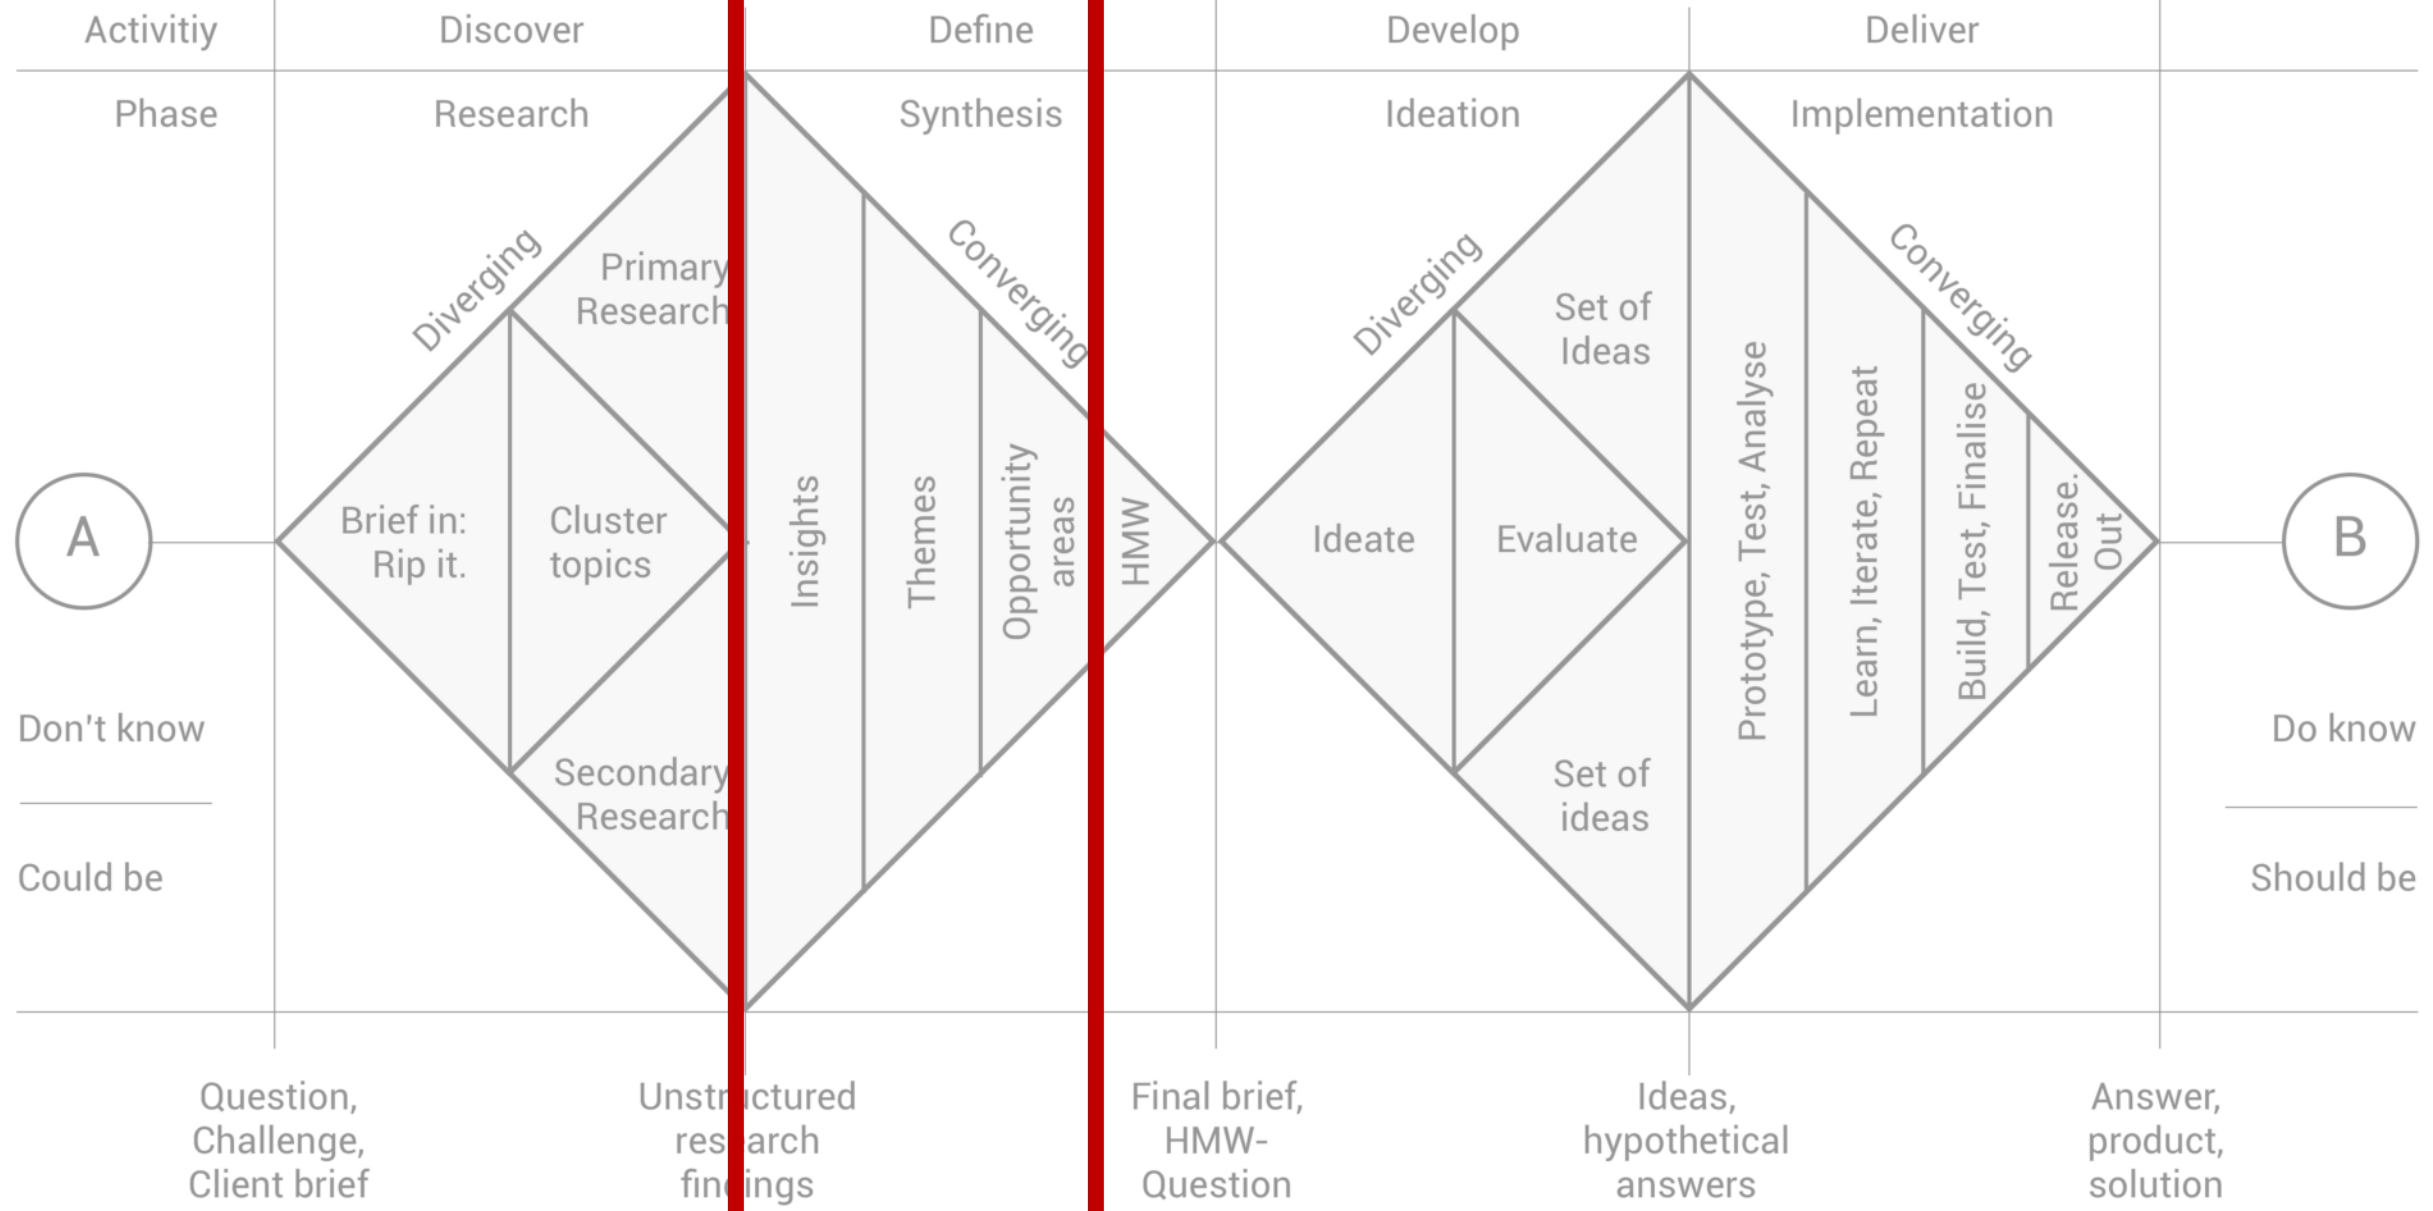 Activitiy
Discover
Define
Develop
Deliver
Phase
Research
Synthesis
Ideation
Implementation
Diverging
Converging
Diverging
Converging
A
Brief in:
Rip it.
Cluster
topics
Primary
Research
Secondary
Research
Insights
Themes
Opportunity
areas
HMW
Ideate
Evaluate
Set of
Ideas
Set of
ideas
Prototype, Test, Analyse
Learn, Iterate, Repeat
Build, Test, Finalise
Release.
Out
B
Don't know
Could be
Do know
Should be
Question,
Challenge,
Client brief
Unstructured
research
findings
Final brief,
HMW-
Question
Ideas,
hypothetical
answers
Answer,
product,
solution